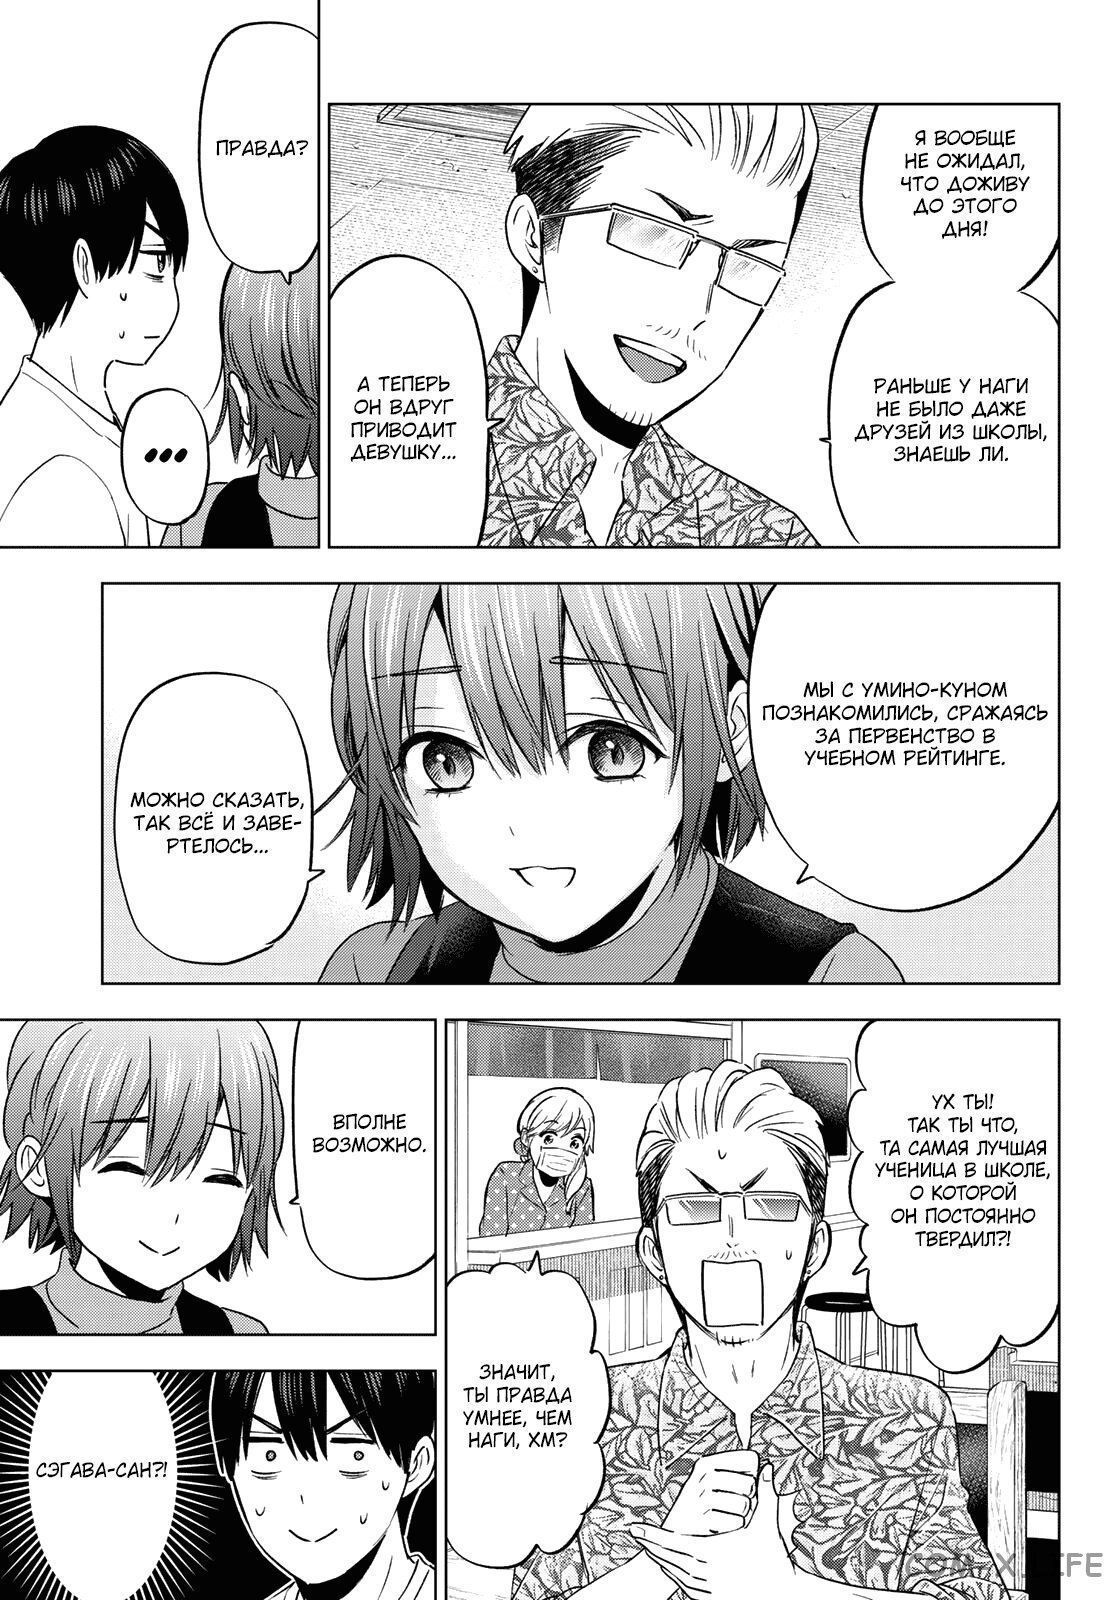 Я ВООБЩЕ
НЕ ОЖИДАЛ,
ЧТО ДОЖИВУ
ДО ЭТОГО
ДНЯ!
РАНЬШЕ У НАГИ
НЕ БЫЛО ДАЖЕ
ДРУЗЕЙ ИЗ ШКОЛЫ,
ЗНАЕШЬ ЛИ.
А ТЕПЕРЬ
ОН ВДРУГ
ПРИВОДИТ
ДЕВУШКУ...
ПРАВДА?
...
МЫ С УМИНО-КУНОМ
ПОЗНАКОМИЛИСЬ, СРАЖАЯСЬ
ЗА ПЕРВЕНСТВО В
УЧЕБНОМ РЕЙТИНГЕ.
МОЖНО СКАЗАТЬ,
ТАК ВСЁ И ЗАВЕ-
РТЕЛОСЬ...
УХ ТЫ!
ТАК ТЫ ЧТО,
ТА САМАЯ ЛУЧШАЯ
УЧЕНИЦА В ШКОЛЕ,
О КОТОРОЙ
ОН ПОСТОЯННО
ТВЕРДИЛ?!
ЗНАЧИТ,
ТЫ ПРАВДА
УМНЕЕ, ЧЕМ
НАГИ, ХМ?
ВПОЛНЕ
ВОЗМОЖНО.
СЭГАВА-САН?!
COM-X.LIFE